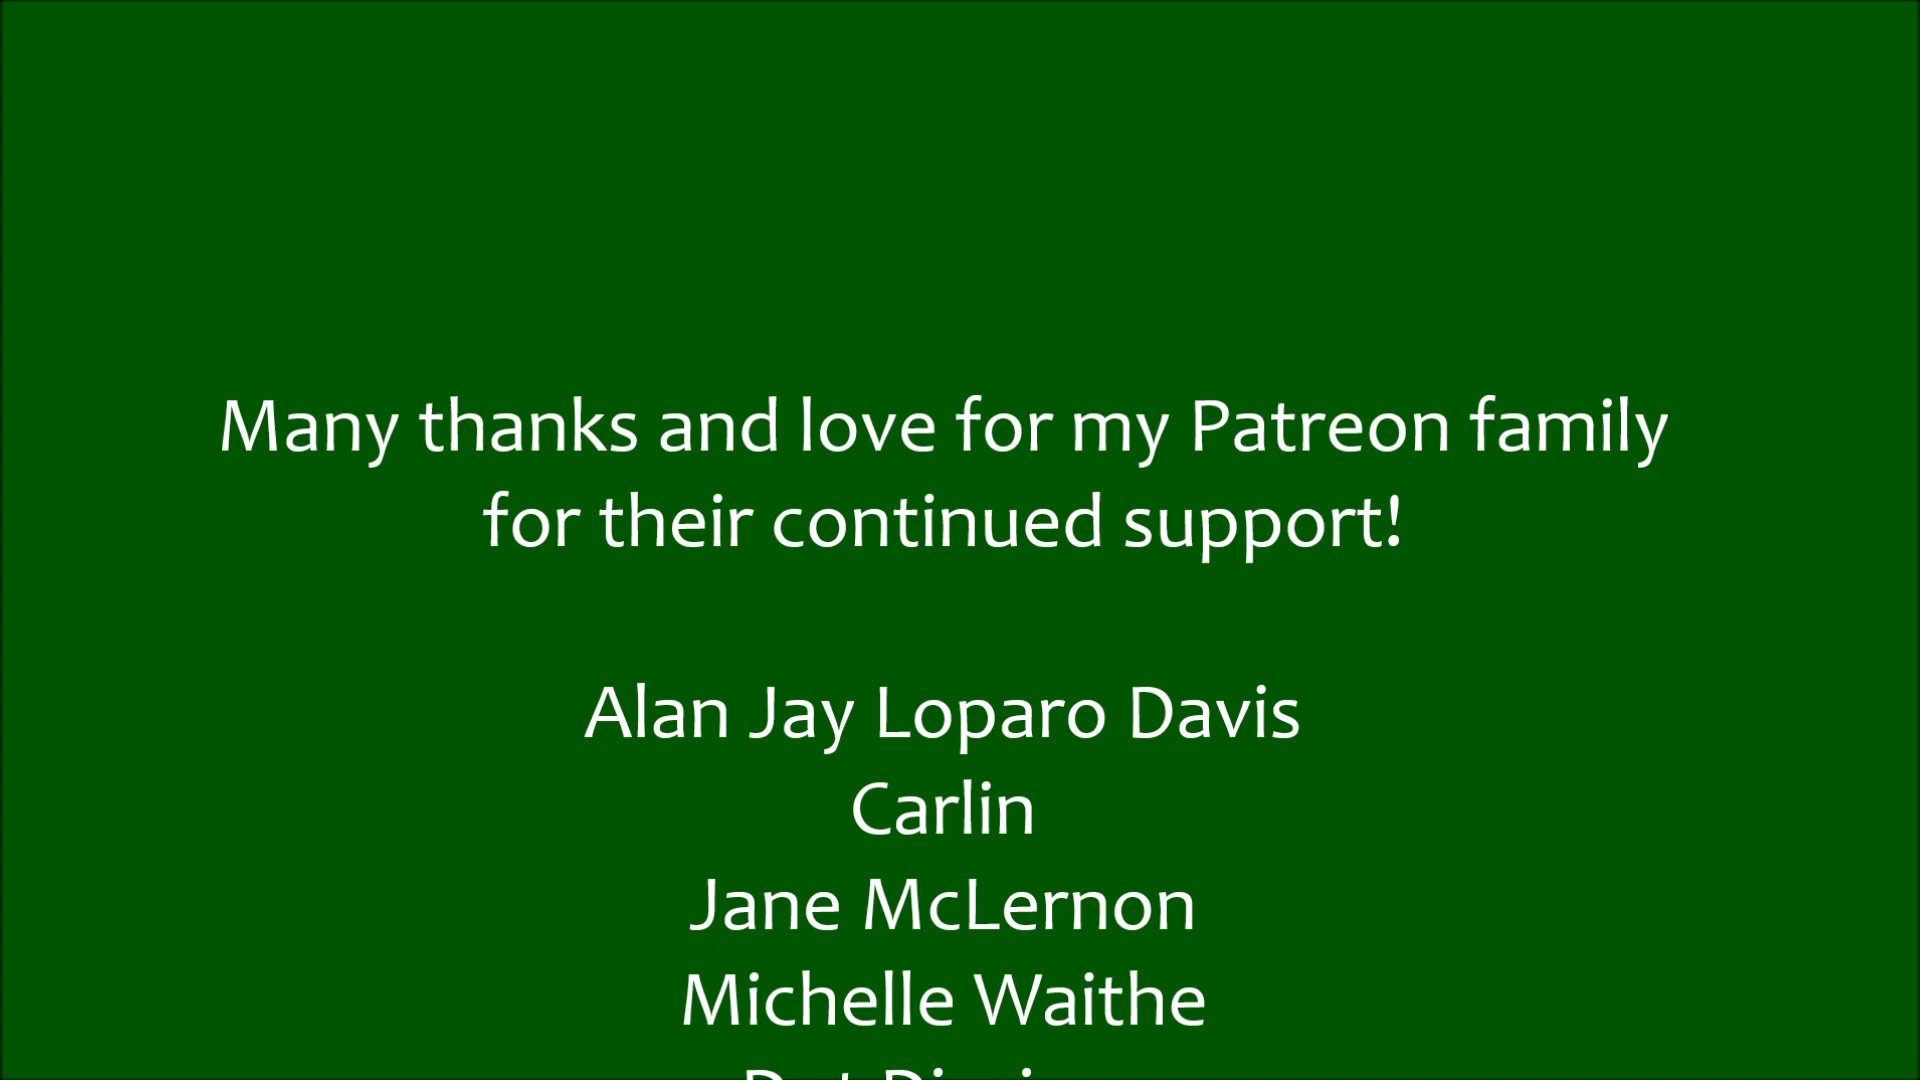 Many thanks and love for my Patreon family
for their continued support!
Alan Jay Loparo Davis
Carlin
Jane McLernon
Michelle Waithe